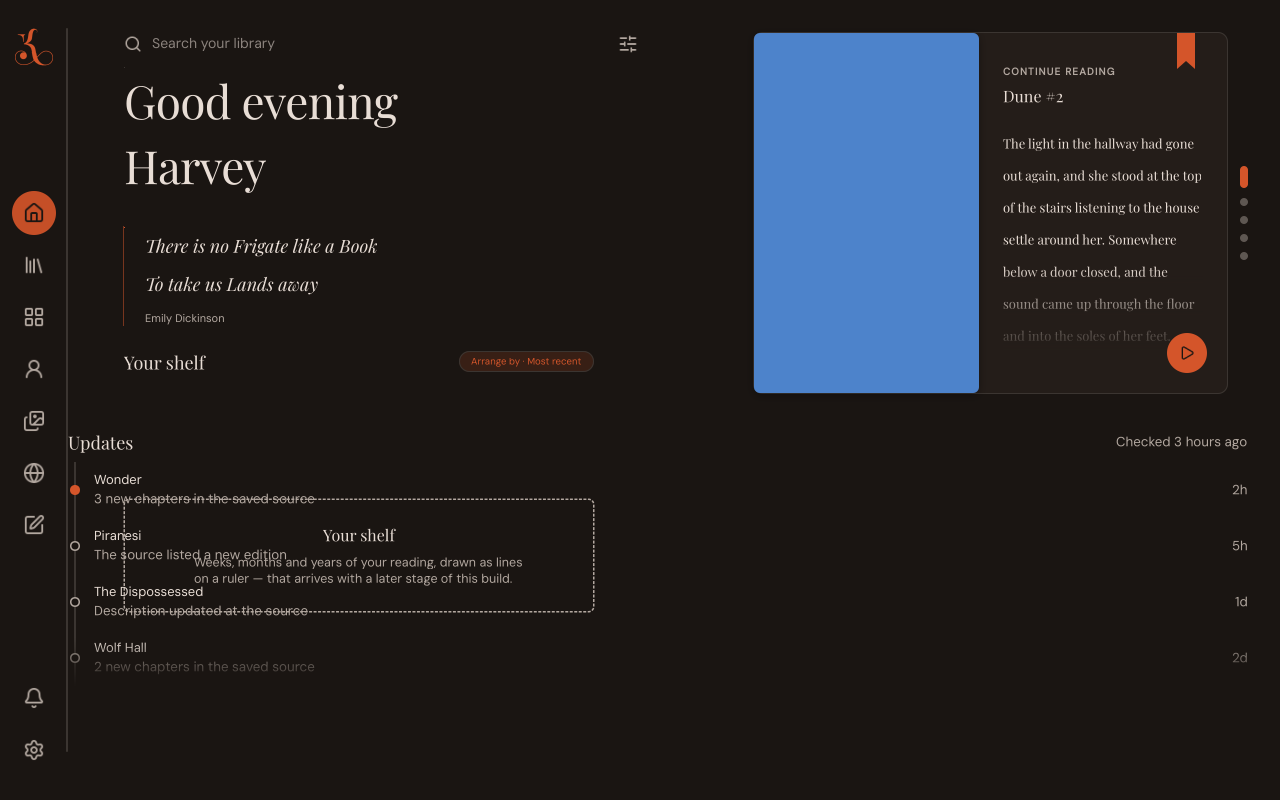 Search your library
Good evening
Harvey
There is no Frigate like a Book
To take us Lands away
Emily Dickinson
Your shelf
Arrange by · Most recent
CONTINUE READING
Dune #2
The light in the hallway had gone
out again, and she stood at the top
of the stairs listening to the house
settle around her. Somewhere
below a door closed, and the
sound came up through the floor
and into the soles of her feet.
Updates
Checked 3 hours ago
Wonder
3 new chapters in the saved source
2h
Piranesi
The source listed a new edition
5h
The Dispossessed
Description updated at the source
1d
Wolf Hall
2 new chapters in the saved source
2d
Your shelf
Weeks, months and years of your reading, drawn as lines
on a ruler — that arrives with a later stage of this build.